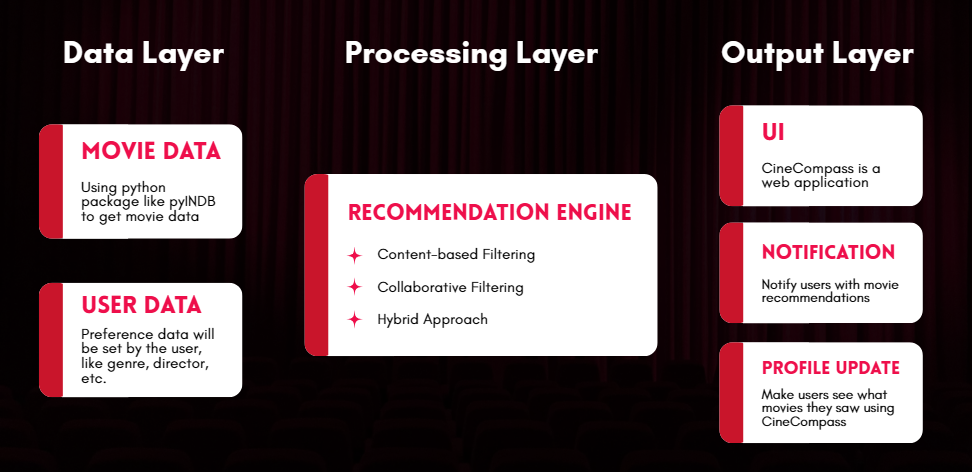 Data Layer
Processing Layer
Output Layer
MOVIE DATA
Using python
package like pyINDB
to get movie data
USER DATA
Preference data will
be set by the user,
like genre, director,
etc.
RECOMMENDATION ENGINE
Content-based Filtering
Collaborative Filtering
Hybrid Approach
UI
CineCompass is a
web application
NOTIFICATION
Notify users with movie
recommendations
PROFILE UPDATE
Make users see what
movies they saw using
CineCompass